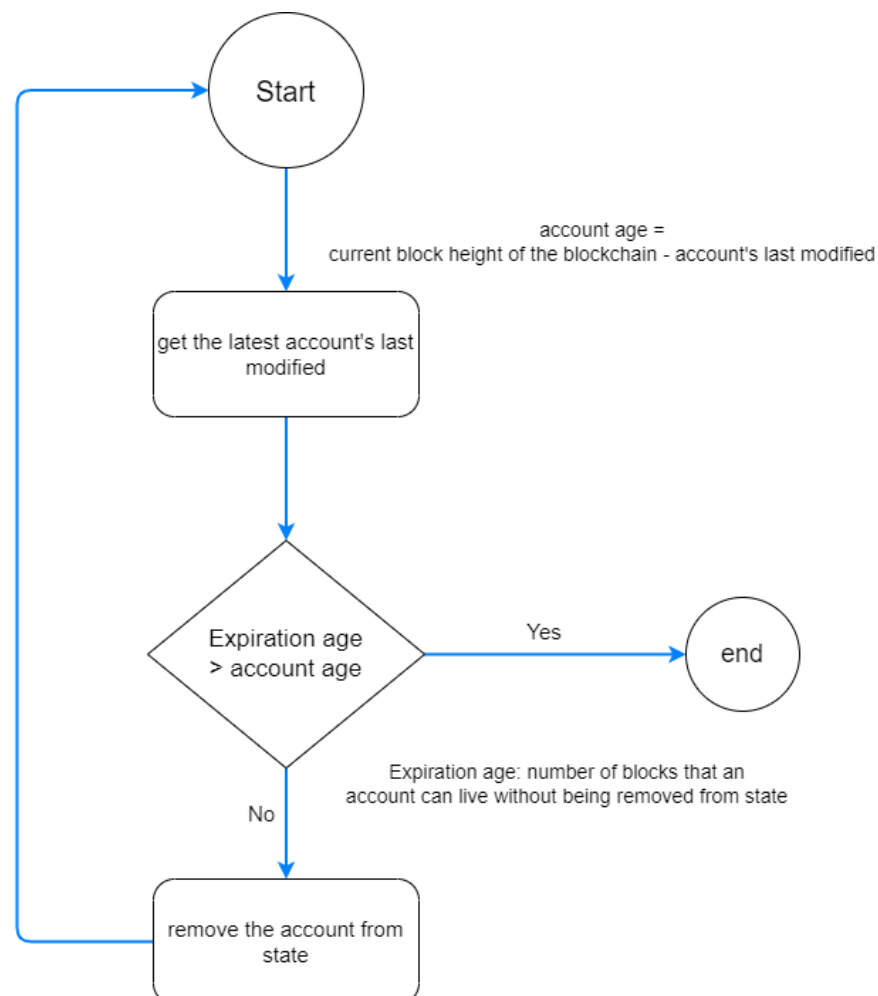 Start
account age =
current block height of the blockchain - account's last modified
get the latest account's last
modified
Expiration age
> account age
Yes
end
Expiration age: number of blocks that an
account can live without being removed from state
No
remove the account from
state